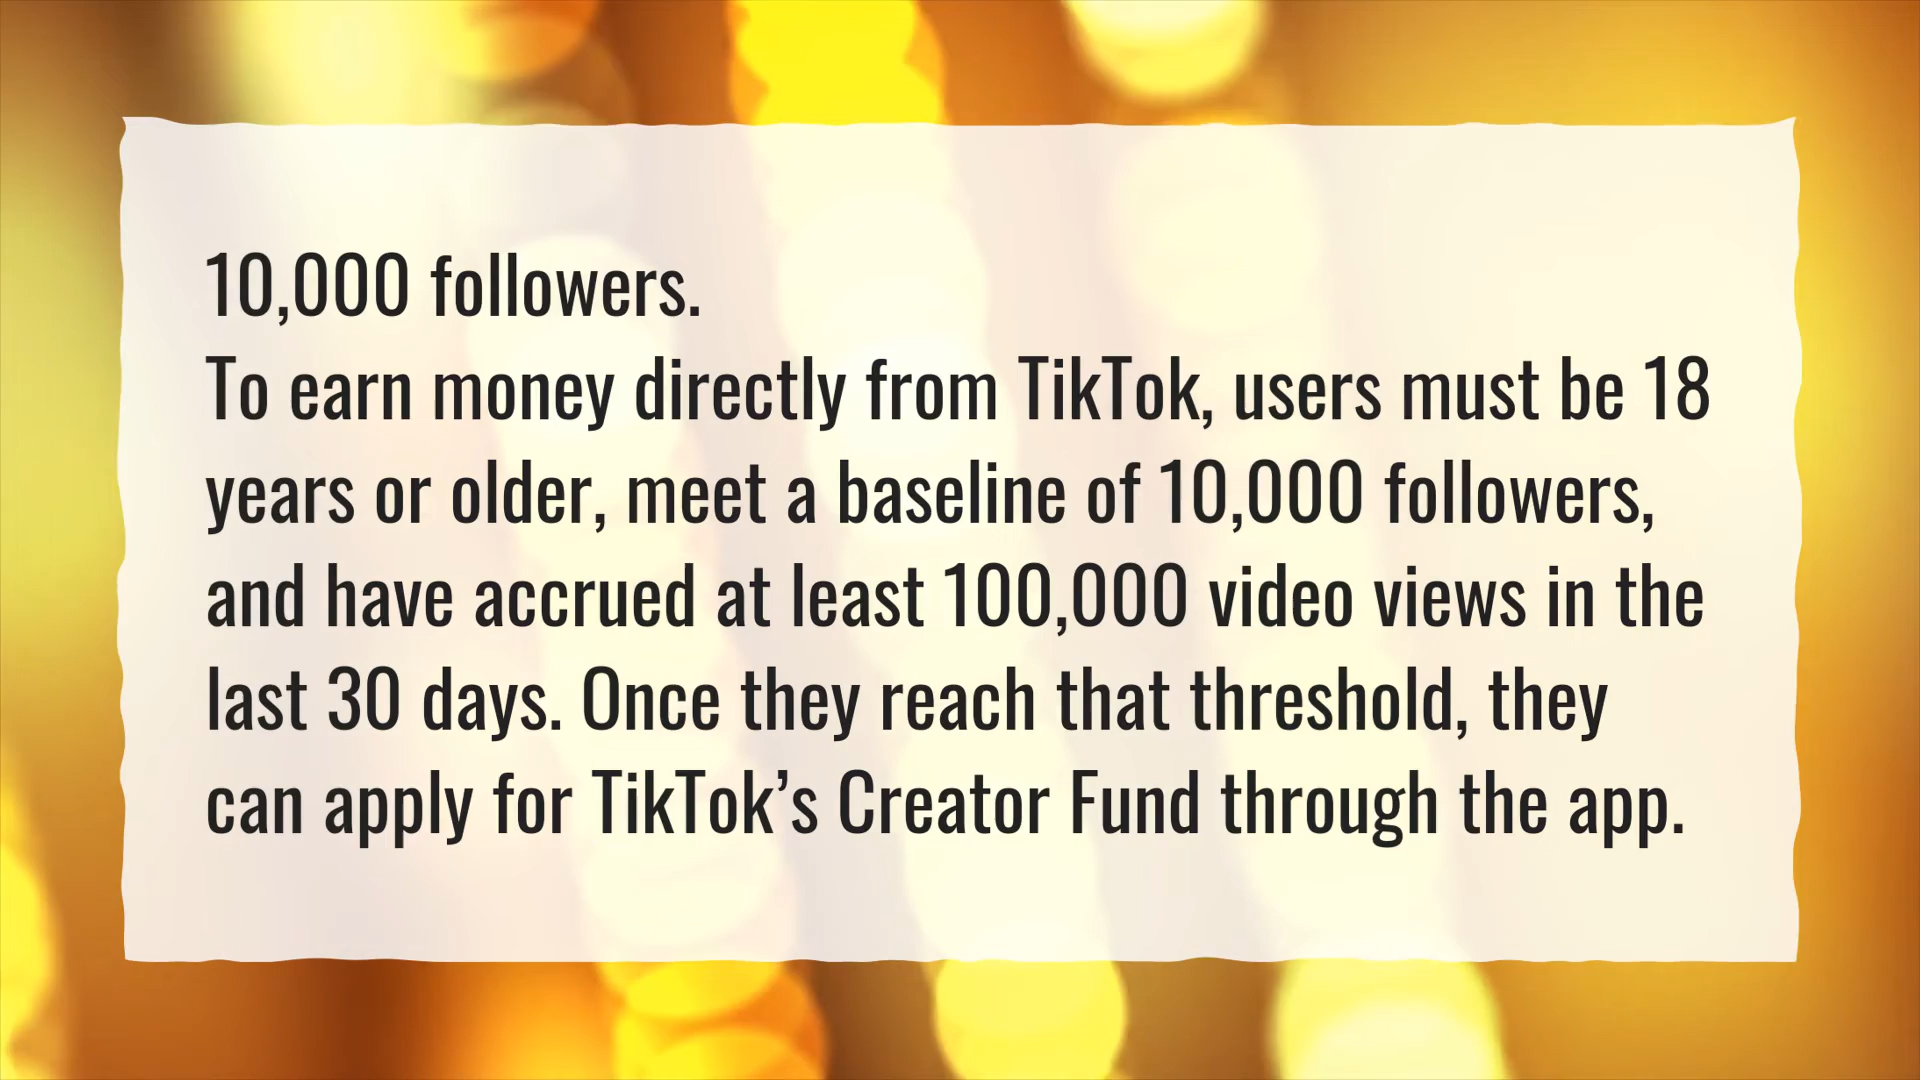 10,000 followers.
To earn money directly from TikTok, users must be 18
years or older, meet a baseline of 10,000 followers,
and have accrued at least 100,000 video views in the
last 30 days. Once they reach that threshold, they
can apply for TikTok’s Creator Fund through the app.